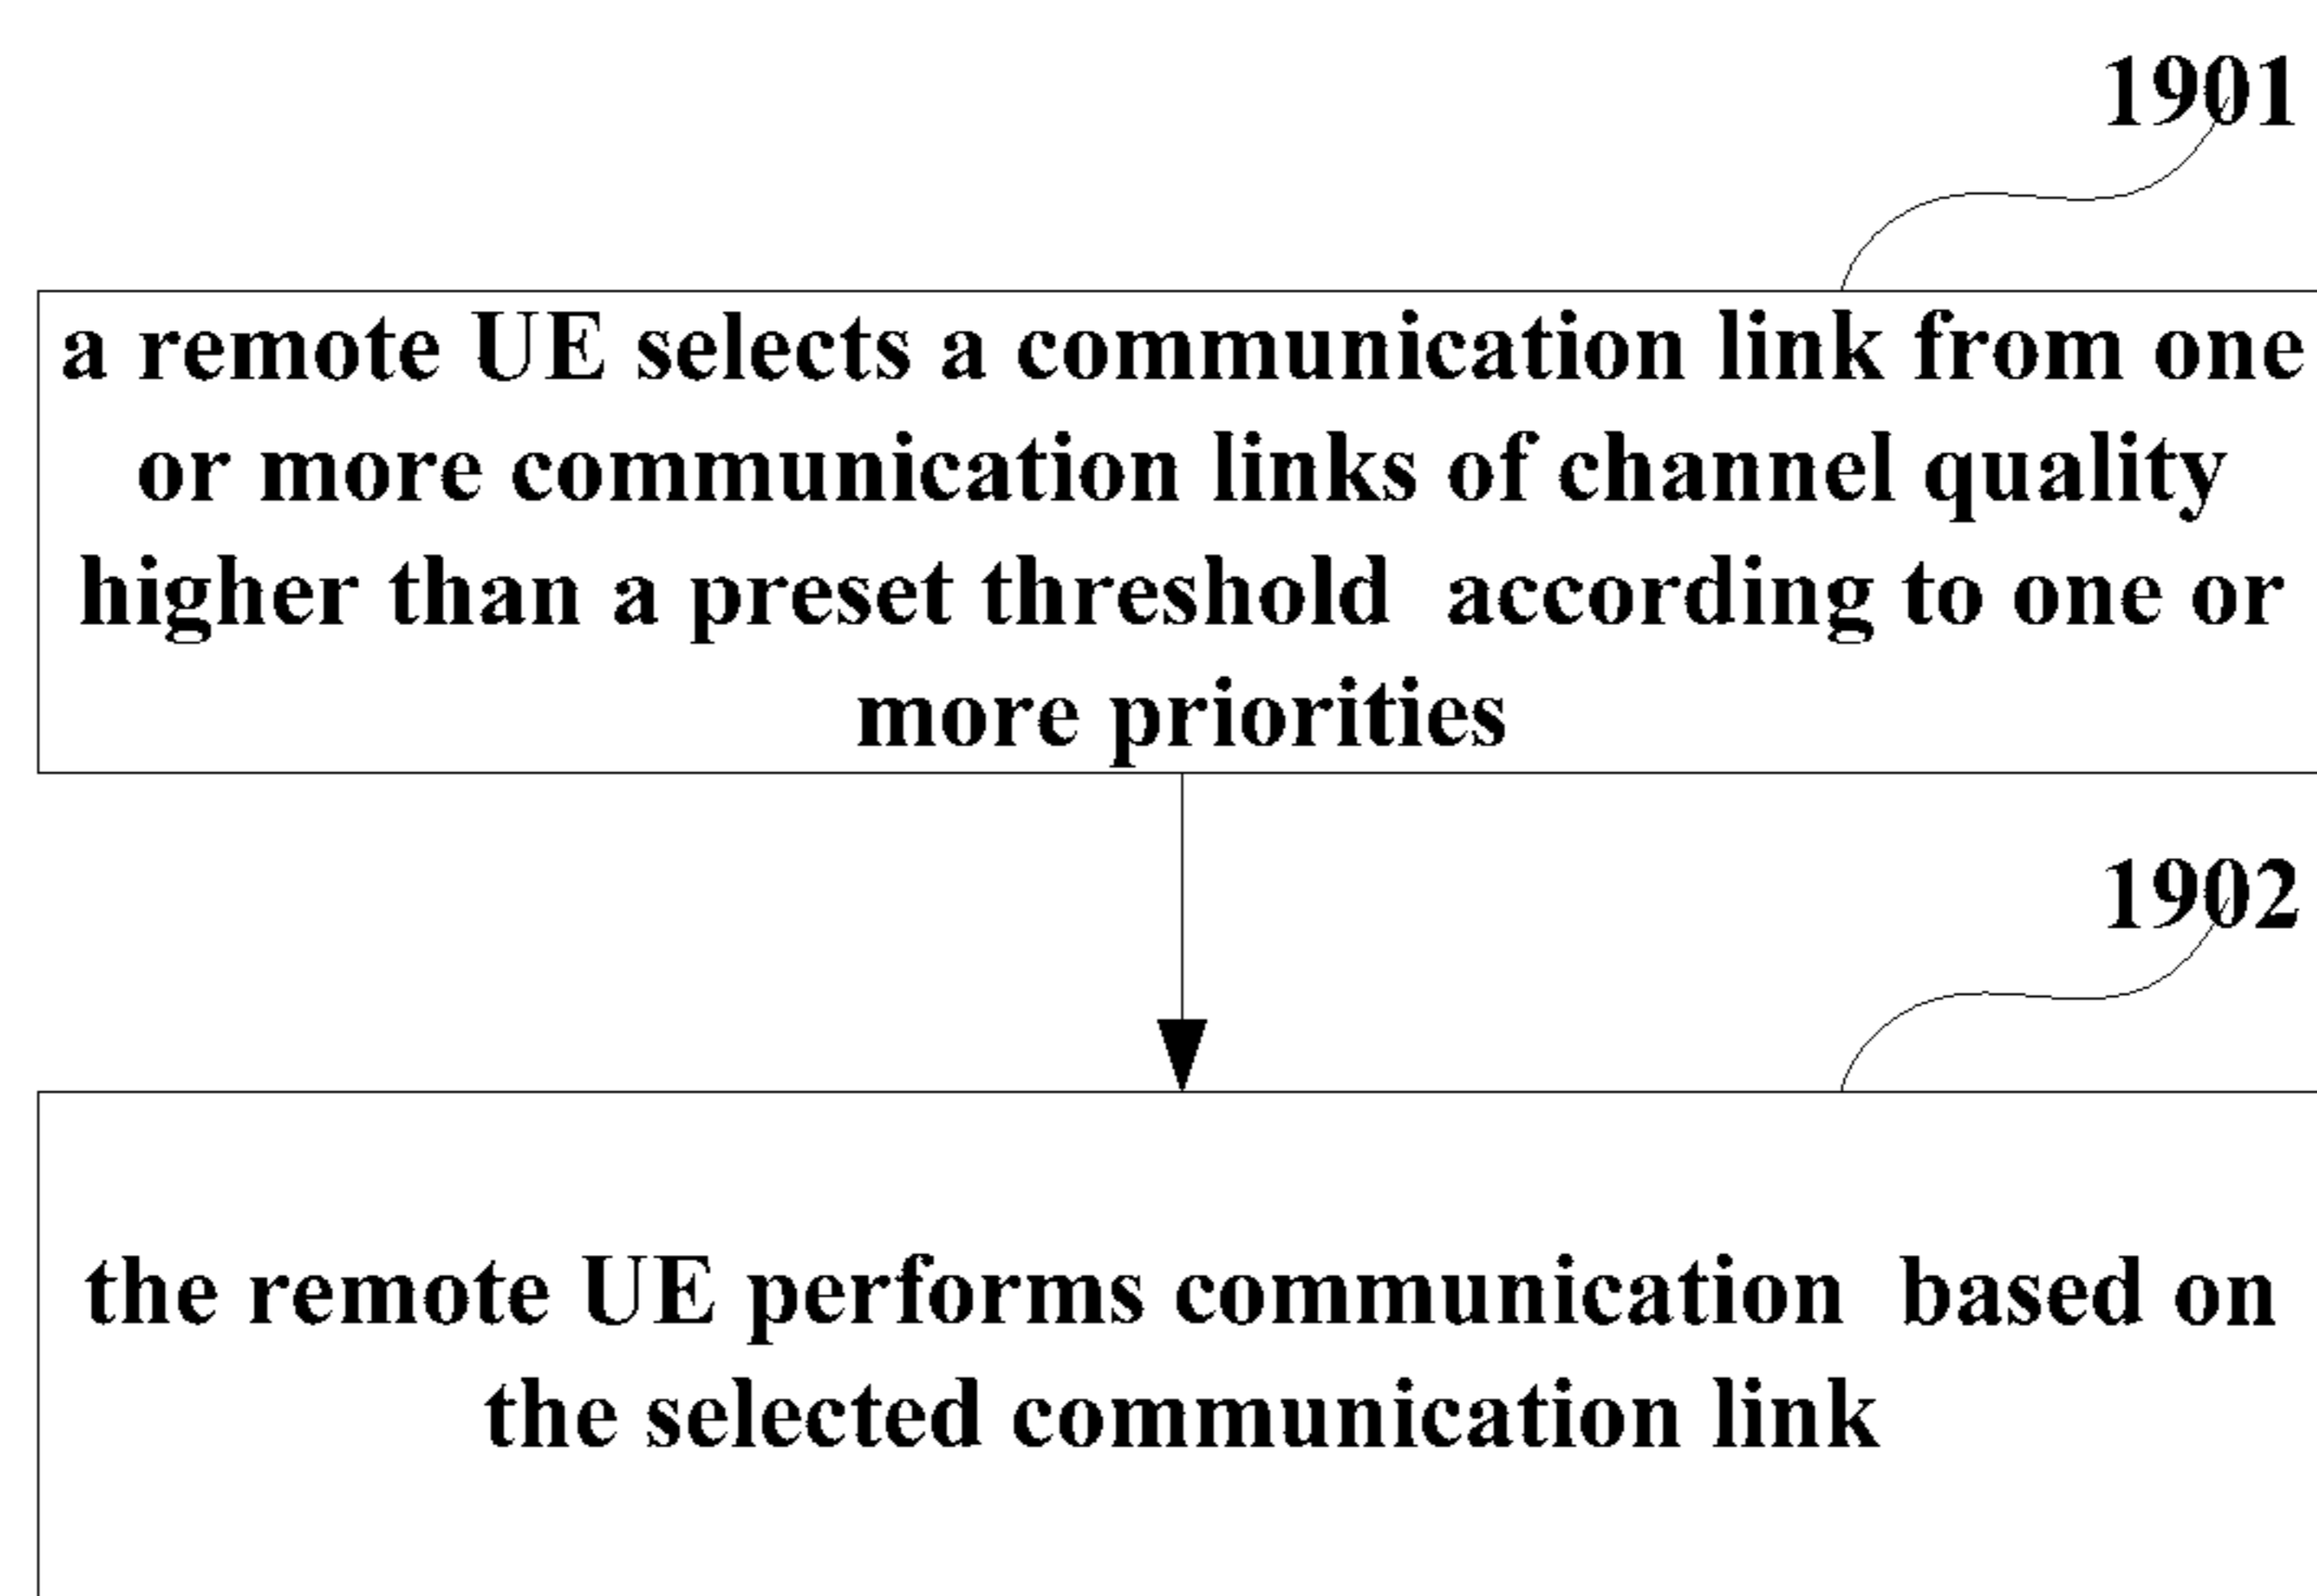 1901
a remote UE selects a communication link from one
or more communication links of channel quality
higher than a preset threshold according to one or
more priorities
1902
the remote UE performs communication based on
the selected communication link